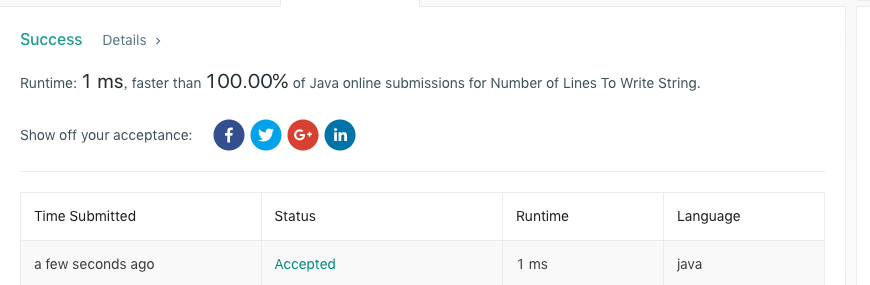 Success Details ›
Runtime: 1 ms, faster than 100.00% of Java online submissions for Number of Lines To Write String.
Show off your acceptance: f G+ in
Time Submitted Status Runtime Language
a few seconds ago Accepted 1 ms java